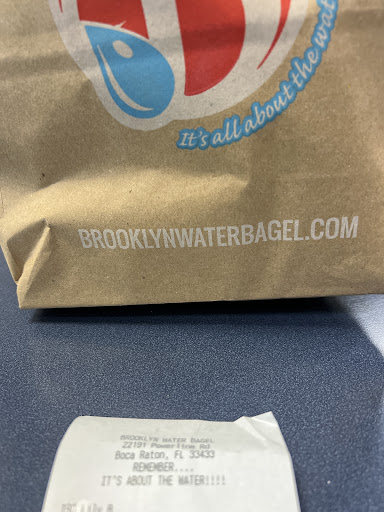 It's all about the wat
BROOKLYNWATERBAGEL.COM
BROOKLYN WATER BAGEL
22191 Powerline Rd
Boca Raton, FL 33433
REMEMBER....
IT'S ABOUT THE WATER!!!!